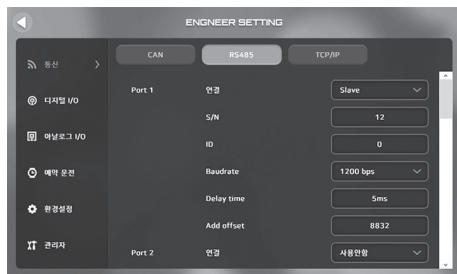 ENGNEER SETTING
통신
디지털 I/O
아날로그 I/O
예약 운전
환경설정
관리자
CAN
RS485
TCP/IP
Port 1
연결
Slave
S/N
12
ID
0
Baudrate
1200 bps
Delay time
5ms
Add offset
8832
Port 2
연결
사용안함